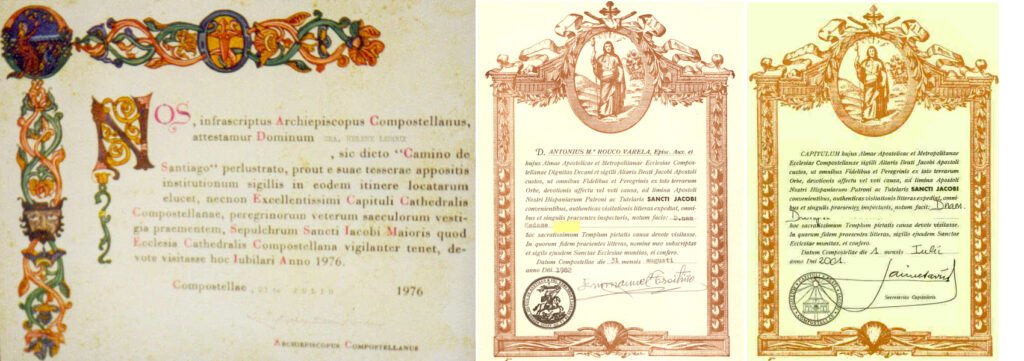 NOS, infrascriptus Archiepiscopus Compostellanus,
attestamur Dominum
, sic dicto "Camino de
Santiago" perlustrato, prout e suae tesserae appositis
institutionum sigillis in eodem itinere locatarum
elucet, necnon Excellentissimi Capituli Cathedralis
Compostellanae, peregrinorum veterum saeculorum vesti-
gia praementem, Sepulchrum Sancti Iacobi Maioris quod
Ecclesia Cathedralis Compostellana vigilanter tenet, de-
vote visitasse hoc Iubilari Anno 1976.
Compostellae, 1976
Archiepiscopus Compostellanus
D. ANTONIUS Mª ROUCO VARELA, Episc. Aux. et
hujus Almae Apostolicae et Metropolitanae Ecclesiae Compos-
tellanae Dignitas Decani et sigilli Altaris Beati Jacobi Apostoli
custos, ut omnibus Fidelibus et Peregrinis ex toto terrarum
Orbe, devotionis affectu vel voti causa, ad limina Apostoli
Nostri Hispaniarum Patroni ac Tutelaris SANCTI JACOBI
convenientibus, authenticas visitationis litteras expediat, omni-
bus et singulis praesentes inspecturis, notum facit:
Madame
hoc sacratissimum Templum pietatis causa devote visitasse.
In quorum fidem praesentes litteras, nomine meo subscriptas
et sigilo ejusdem Sanctae Ecclesiae munitas, ei confero.
Datum Compostellae die 31 mensis augusti
anno Dni 1982
CAPITULUM hujus Almae Apostolicae et Metropolitanae
Ecclesiae Compostellanae sigilli Altaris Beati Jacobi Apostoli
custos, ut omnibus Fidelibus et Peregrinis ex toto terrarum
Orbe, devotionis affectu vel voti causa, ad limina Apostoli
Nostri Hispaniarum Patroni ac Tutelaris SANCTI JACOBI
convenientibus, authenticas visitationis litteras expediat, omni-
bus et singulis praesentes inspecturis, notum facit: Dnam.
hoc sacratissimum Templum pietatis causa devote visitasse.
In quorum fidem praesentes litteras, sigillo ejusdem Sanctae
Ecclesiae munitas, ei confero.
Datum Compostellae die 1 mensis Iulii
anno Dni 2001.
Secretarius Capitularis